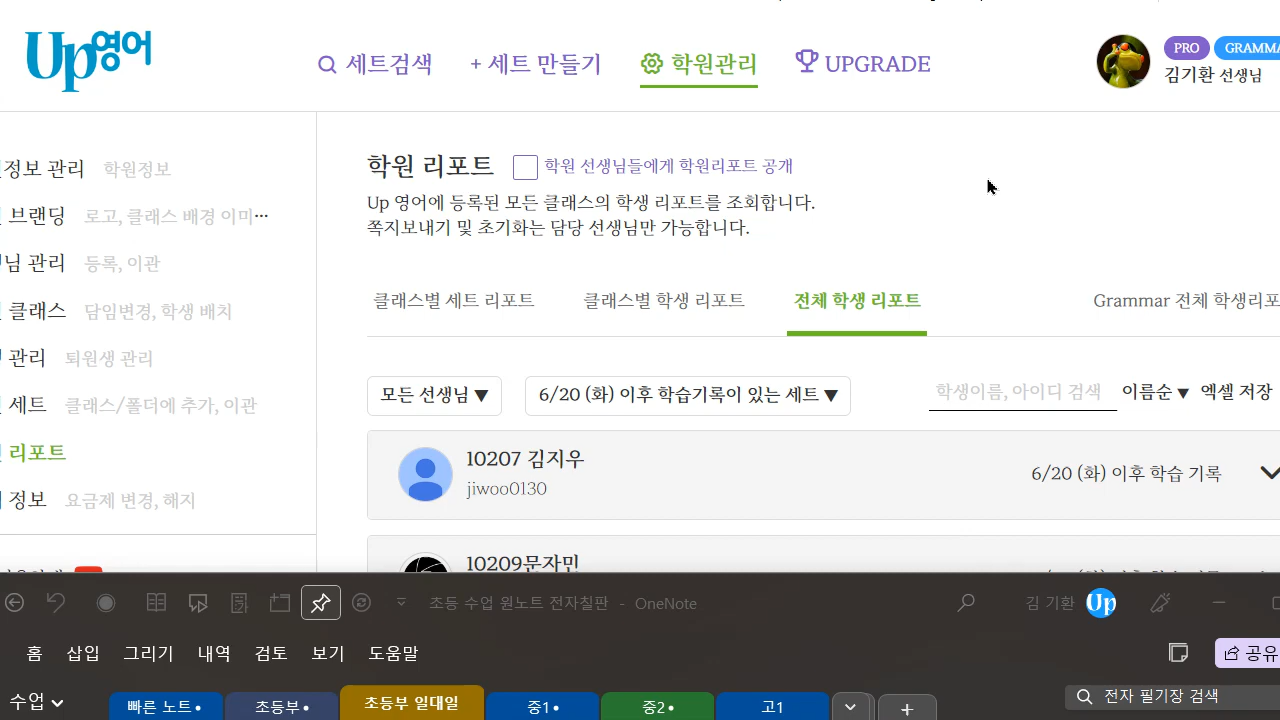 Up영어
세트검색
+ 세트 만들기
학원관리
UPGRADE
PRO
김기환 선생님
정보 관리 학원정보
브랜딩 로고, 클래스 배경 이미…
님 관리 등록, 이관
클래스 담임변경, 학생 배치
관리 퇴원생 관리
세트 클래스/폴더에 추가, 이관
리포트
정보 요금제 변경, 해지
학원 리포트
학원 선생님들에게 학원리포트 공개
Up 영어에 등록된 모든 클래스의 학생 리포트를 조회합니다.
쪽지보내기 및 초기화는 담당 선생님만 가능합니다.
클래스별 세트 리포트
클래스별 학생 리포트
전체 학생 리포트
Grammar 전체 학생리포
모든 선생님 ▼
6/20 (화) 이후 학습기록이 있는 세트 ▼
학생이름, 아이디 검색
이름순 ▼
엑셀 저장
10207 김지우
jiwoo0130
6/20 (화) 이후 학습 기록
10209문자민
초등 수업 원노트 전자칠판 - OneNote
김 기환
Up
홈 삽입 그리기 내역 검토 보기 도움말
공유
수업
빠른 노트 •
초등부 •
초등부 일대일
중1 •
중2 •
고1
+
전자 필기장 검색